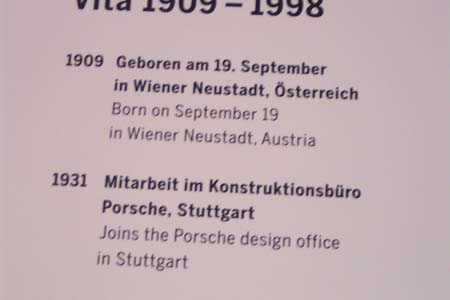 Vita 1909 – 1998
1909 Geboren am 19. September
in Wiener Neustadt, Österreich
Born on September 19
in Wiener Neustadt, Austria
1931 Mitarbeit im Konstruktionsbüro
Porsche, Stuttgart
Joins the Porsche design office
in Stuttgart